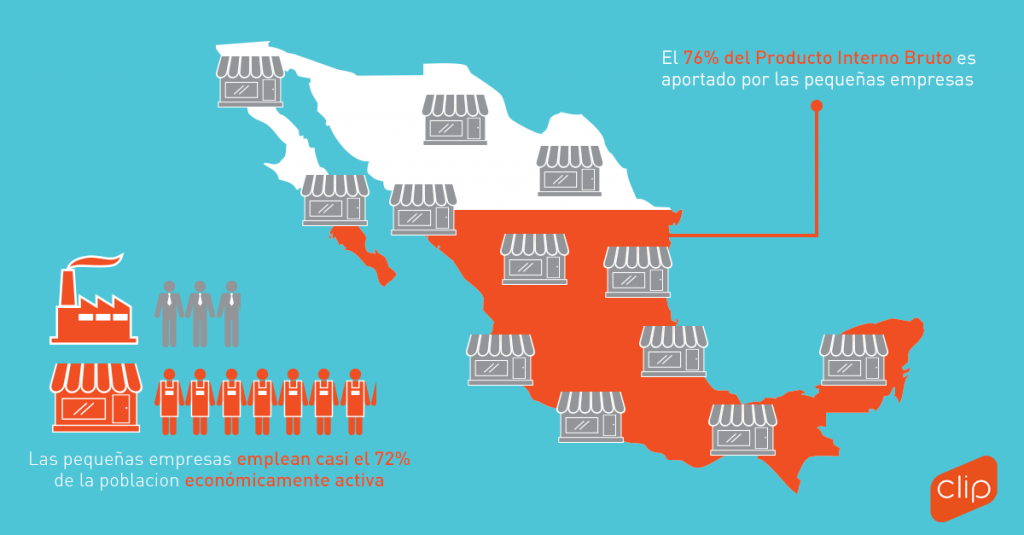 El 76% del Producto Interno Bruto es
aportado por las pequeñas empresas
Las pequeñas empresas emplean casi el 72%
de la poblacion económicamente activa
clip